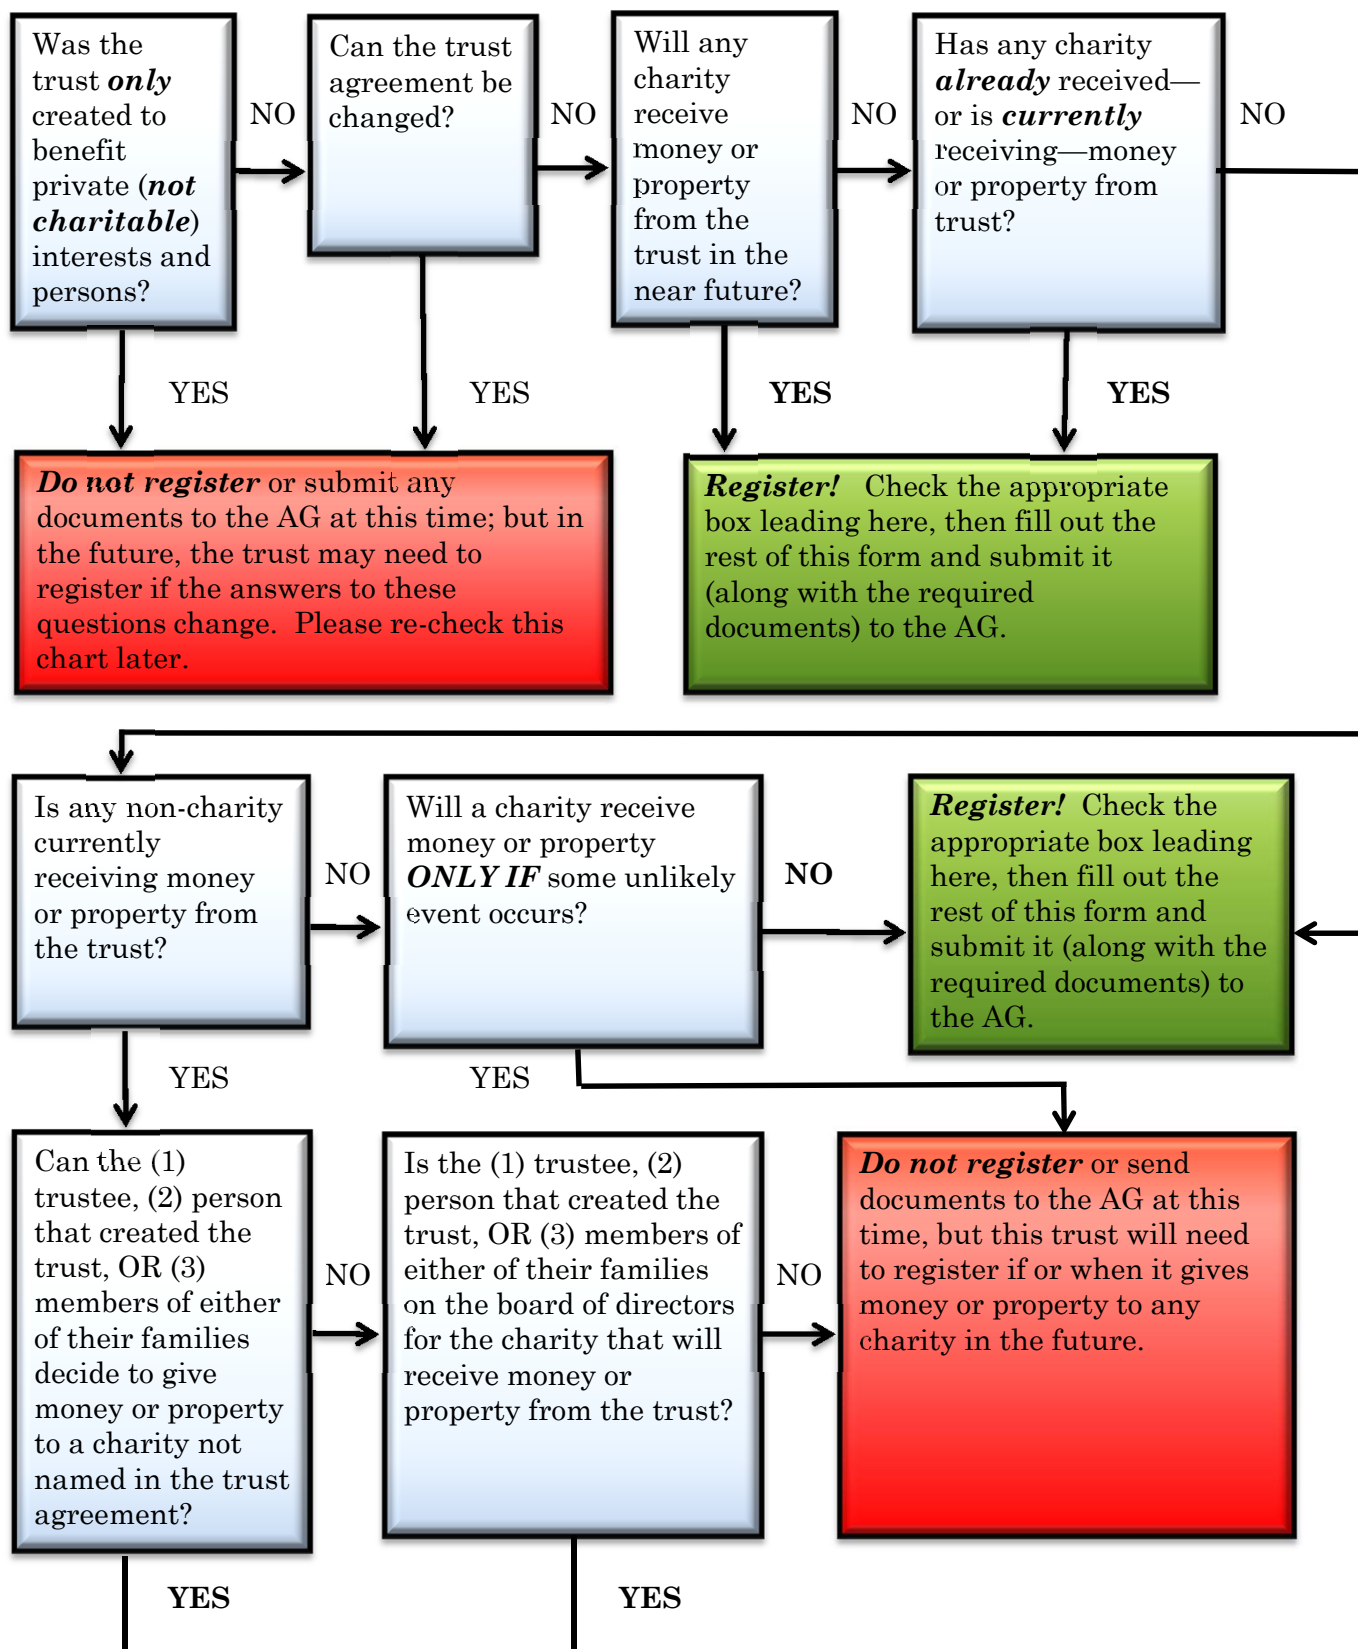 Was the
trust only
created to
benefit
private (not
charitable)
interests and
persons?
NO
Can the trust
agreement be
changed?
NO
Will any
charity
receive
money or
property
from the
trust in the
near future?
NO
Has any charity
already received—
or is currently
receiving—money
or property from
trust?
NO
YES
YES
YES
YES
Do not register or submit any
documents to the AG at this time; but in
the future, the trust may need to
register if the answers to these
questions change. Please re-check this
chart later.
Register! Check the appropriate
box leading here, then fill out the
rest of this form and submit it
(along with the required
documents) to the AG.
Is any non-charity
currently
receiving money
or property from
the trust?
NO
Will a charity receive
money or property
ONLY IF some unlikely
event occurs?
NO
Register! Check the
appropriate box leading
here, then fill out the
rest of this form and
submit it (along with the
required documents) to
the AG.
YES
YES
Can the (1)
trustee, (2) person
that created the
trust, OR (3)
members of either
of their families
decide to give
money or property
to a charity not
named in the trust
agreement?
NO
Is the (1) trustee, (2)
person that created the
trust, OR (3) members of
either of their families
on the board of directors
for the charity that will
receive money or
property from the trust?
NO
Do not register or send
documents to the AG at this
time, but this trust will need
to register if or when it gives
money or property to any
charity in the future.
YES
YES